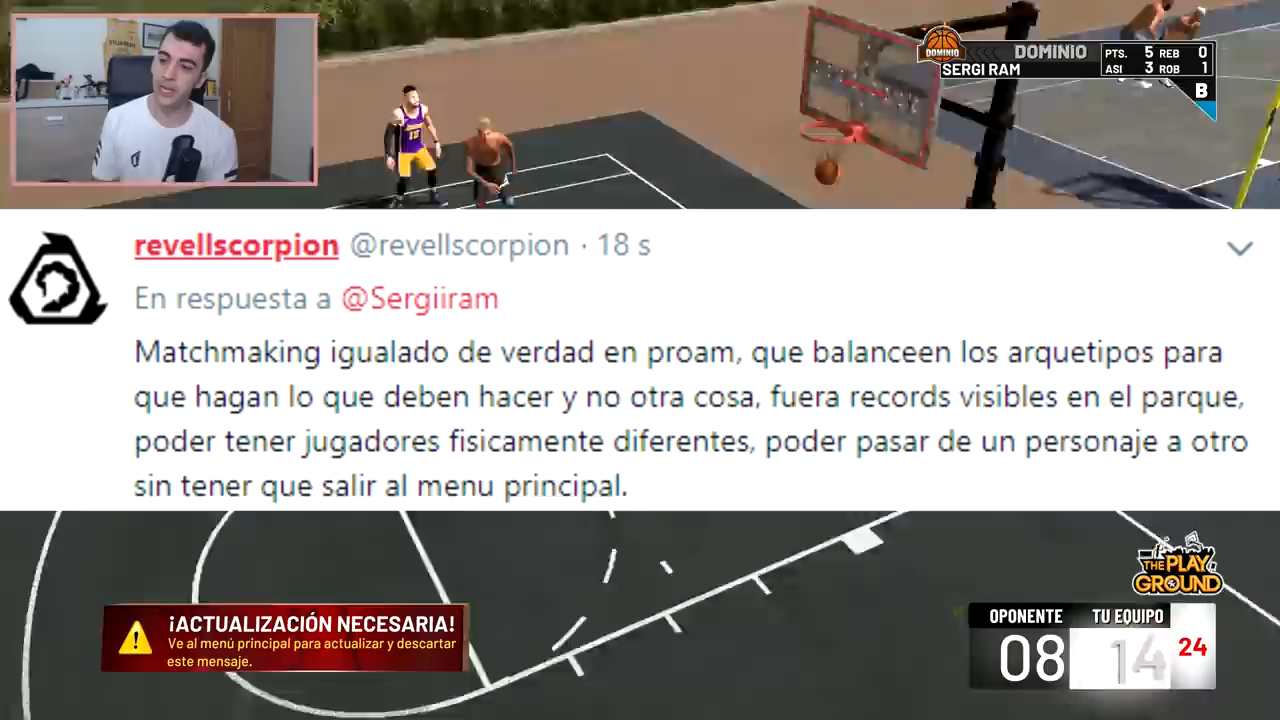 DOMINIO
DOMINIO
SERGI RAM
PTS. 5 REB 0
ASI 3 ROB 1
B
revellscorpion @revellscorpion · 18 s
En respuesta a @Sergiiram
Matchmaking igualado de verdad en proam, que balanceen los arquetipos para
que hagan lo que deben hacer y no otra cosa, fuera records visibles en el parque,
poder tener jugadores fisicamente diferentes, poder pasar de un personaje a otro
sin tener que salir al menu principal.
THE PLAY
GROUND
¡ACTUALIZACIÓN NECESARIA!
Ve al menú principal para actualizar y descartar
este mensaje.
OPONENTE TU EQUIPO
08 14 24